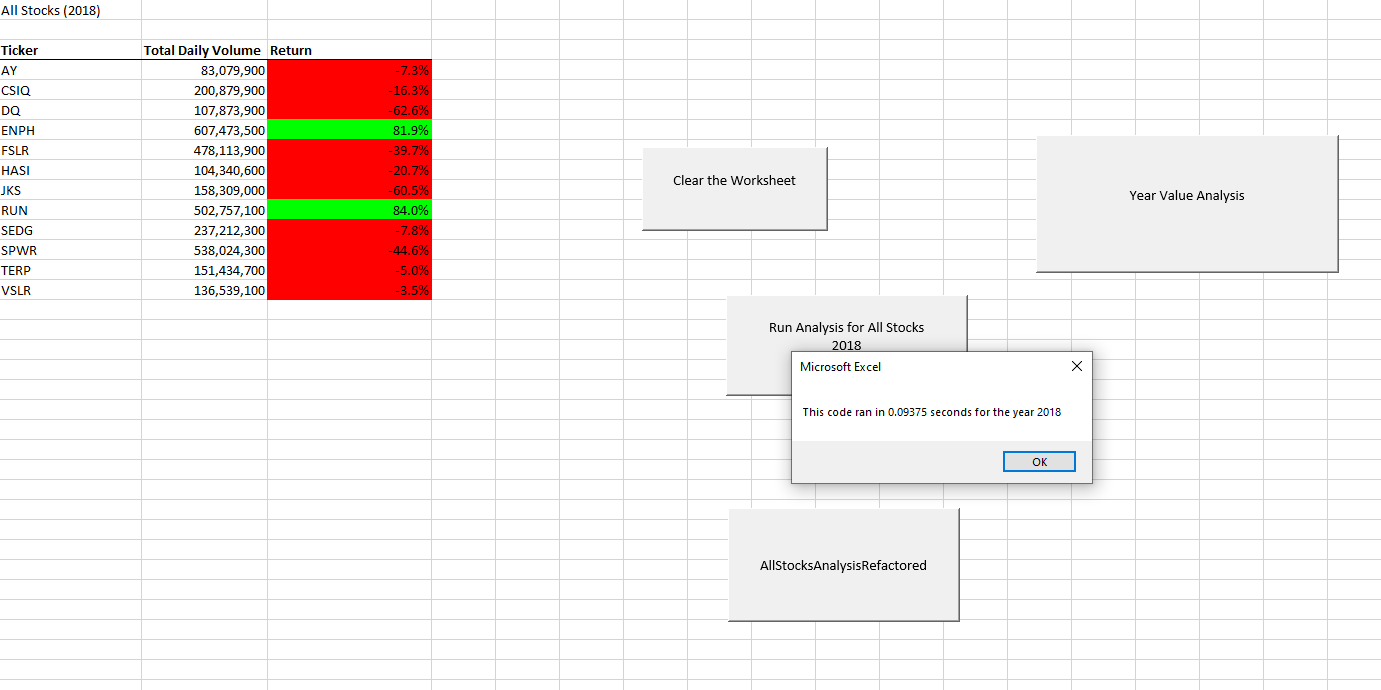 All Stocks (2018)
Ticker Total Daily Volume Return
AY 83,079,900 -7.3%
CSIQ 200,879,900 -16.3%
DQ 107,873,900 -62.6%
ENPH 607,473,500 81.9%
FSLR 478,113,900 -39.7%
HASI 104,340,600 -20.7%
JKS 158,309,000 -60.5%
RUN 502,757,100 84.0%
SEDG 237,212,300 -7.8%
SPWR 538,024,300 -44.6%
TERP 151,434,700 -5.0%
VSLR 136,539,100 -3.5%
Clear the Worksheet
Year Value Analysis
Run Analysis for All Stocks
2018
Microsoft Excel
This code ran in 0.09375 seconds for the year 2018
OK
AllStocksAnalysisRefactored